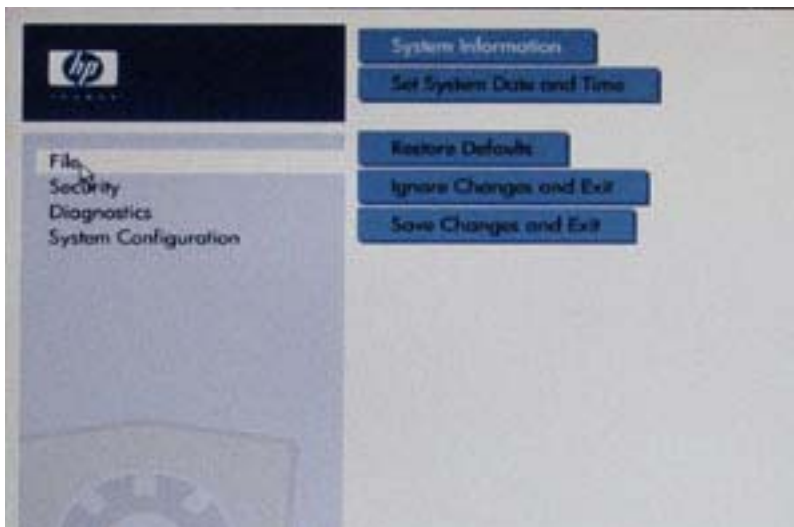 hp
File
Security
Diagnostics
System Configuration
System Information
Set System Date and Time
Restore Defaults
Ignore Changes and Exit
Save Changes and Exit